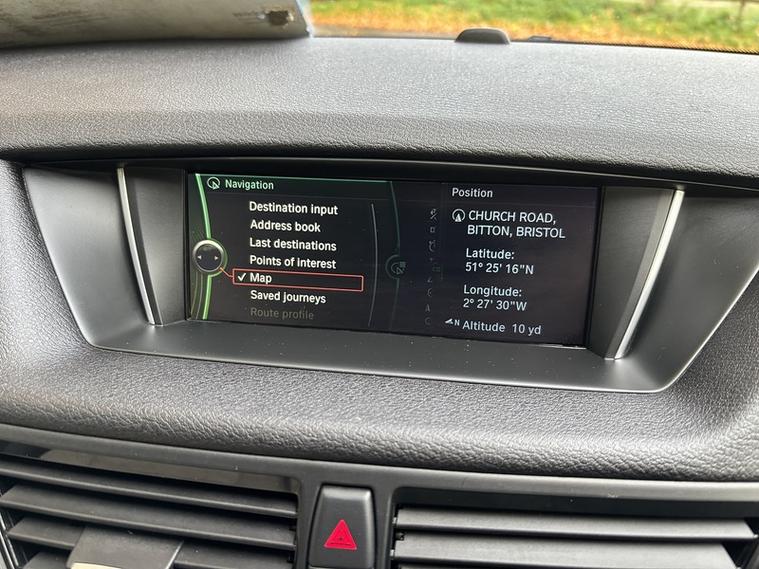 Navigation
Destination input
Address book
Last destinations
Points of interest
✓ Map
Saved journeys
Route profile
Position
CHURCH ROAD,
BITTON, BRISTOL
Latitude:
51° 25' 16"N
Longitude:
2° 27' 30"W
N Altitude 10 yd